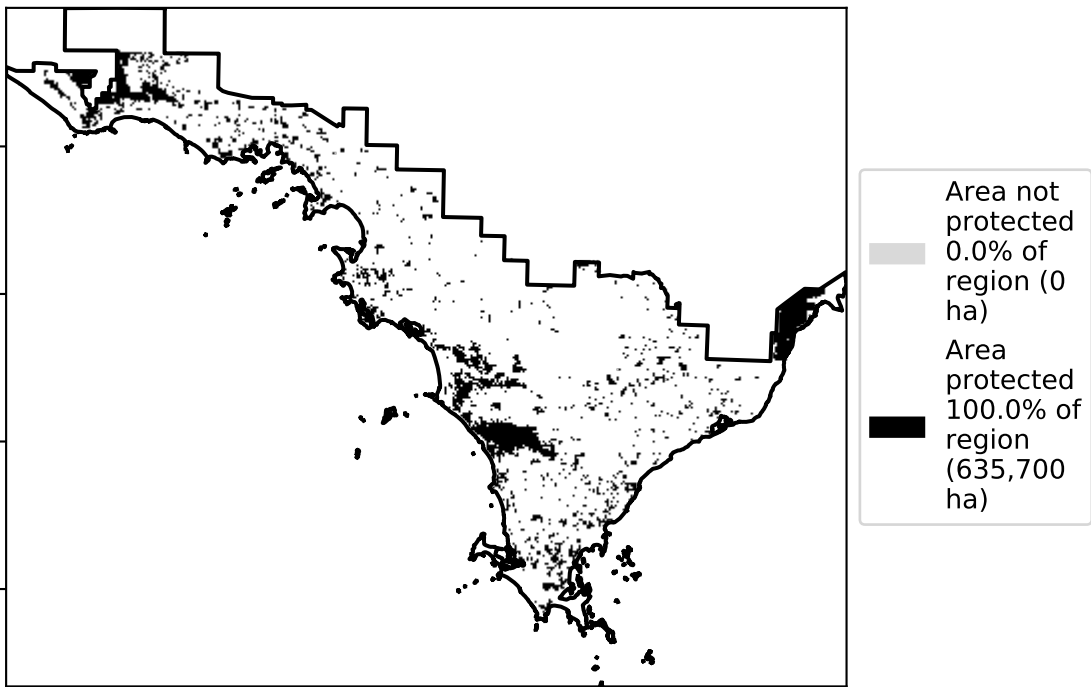 Area not
protected
0.0% of
region (0
ha)
Area
protected
100.0% of
region
(635,700
ha)